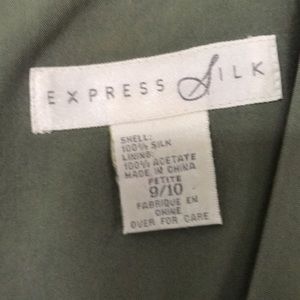 EXPRESS SILK
SHELL:
100% SILK
LINING:
100% ACETATE
MADE IN CHINA
PETITE
9/10
FABRIQUE EN
CHINE
OVER FOR CARE